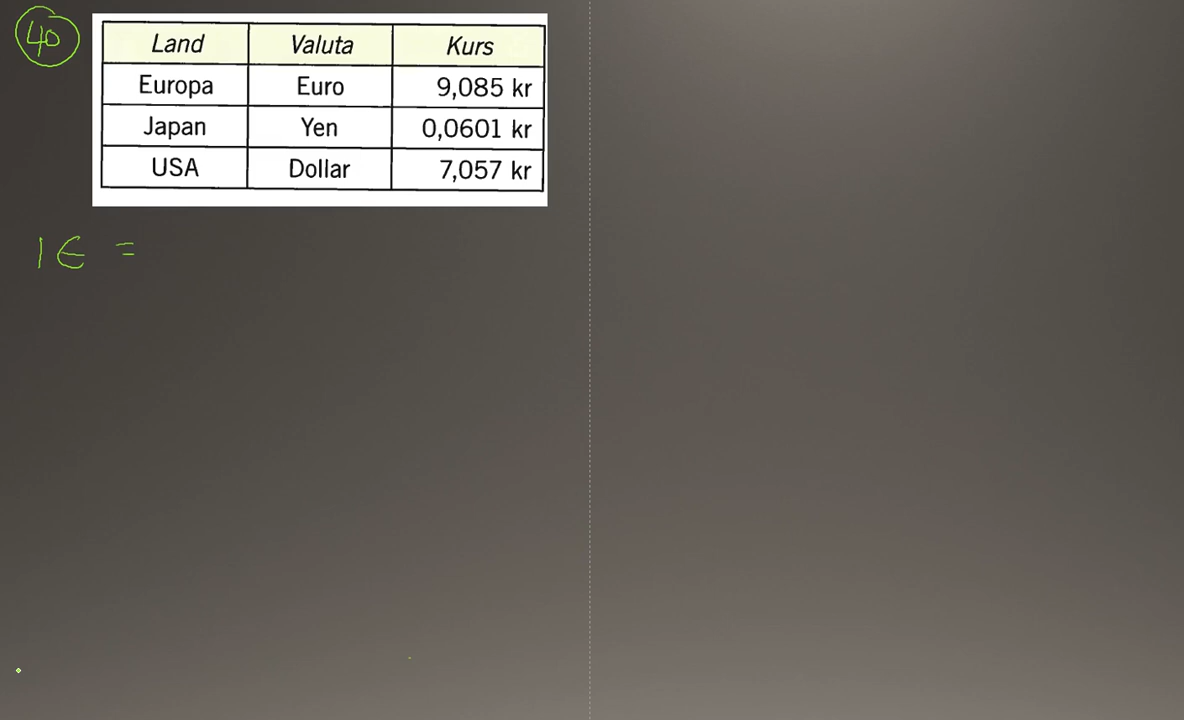 40
Land Valuta Kurs
Europa Euro 9,085 kr
Japan Yen 0,0601 kr
USA Dollar 7,057 kr
1€ =